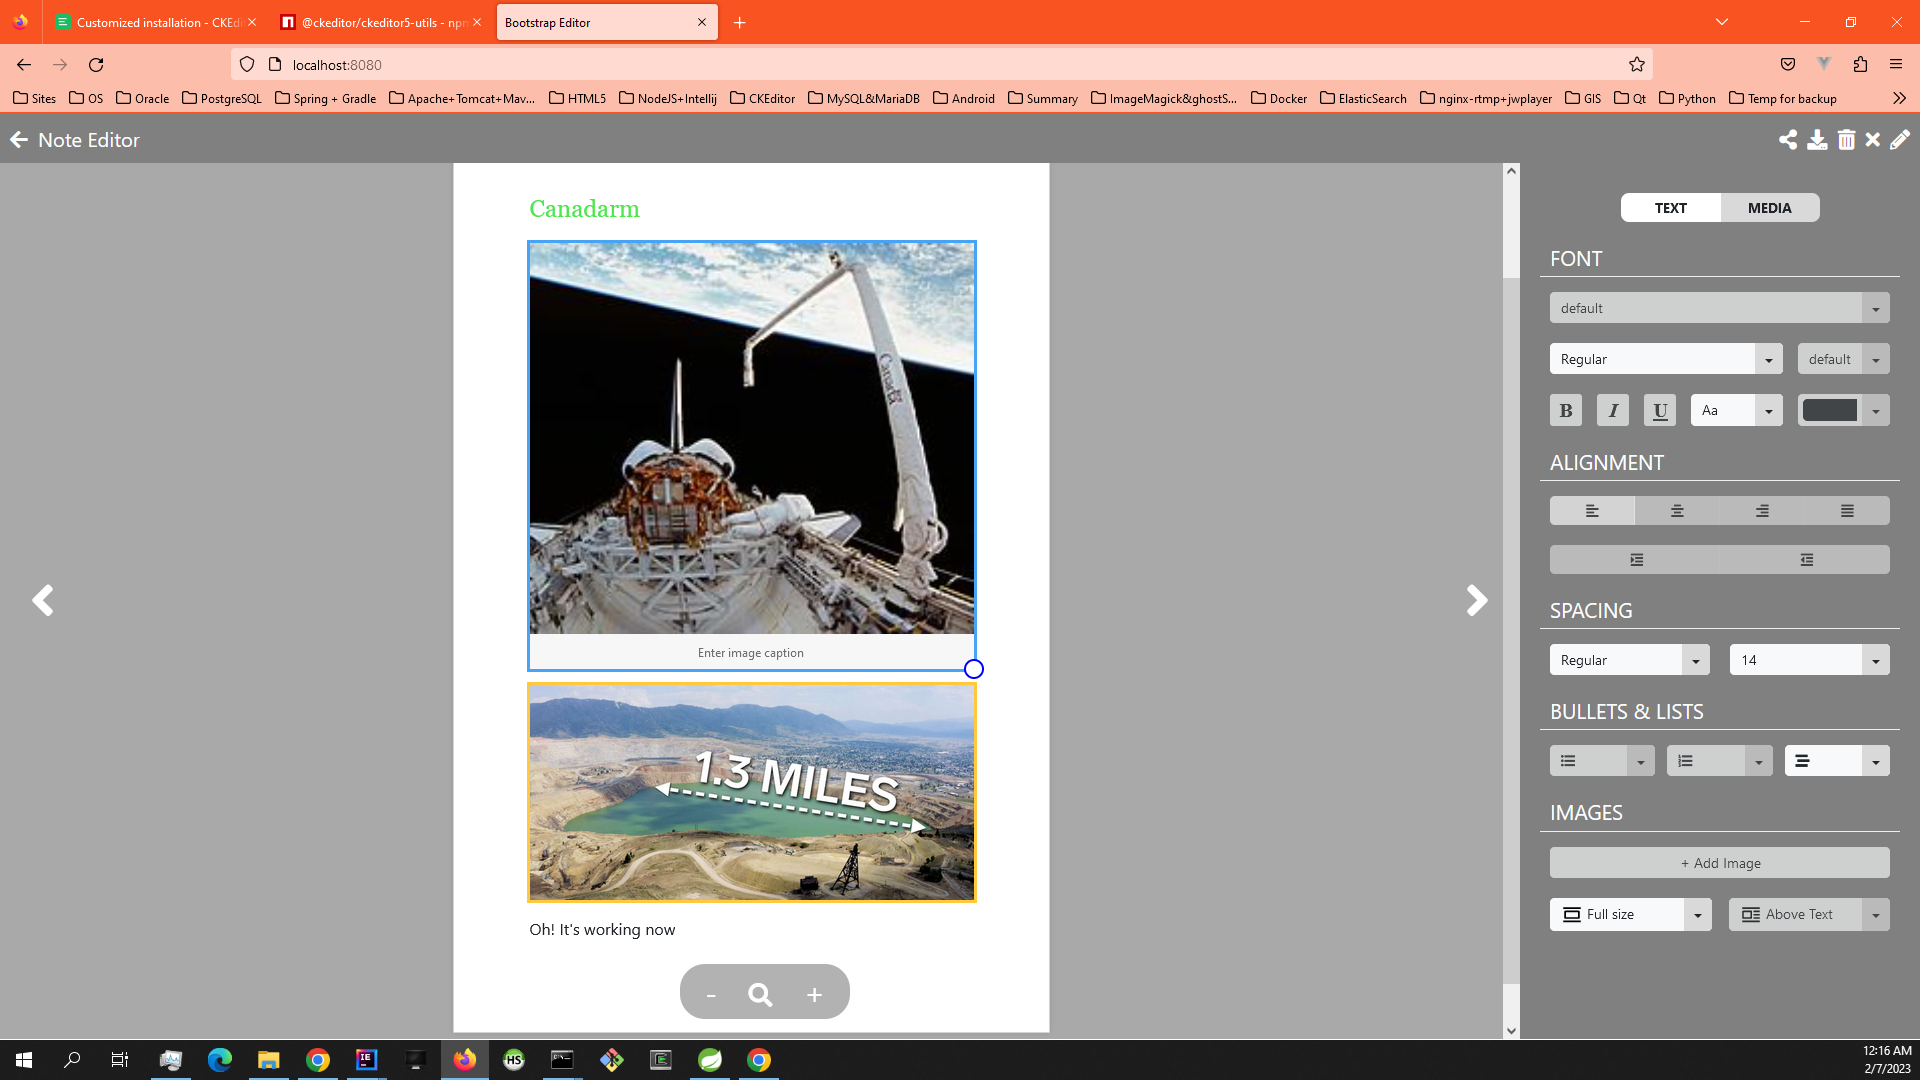 Customized installation - CKEdi
@ckeditor/ckeditor5-utils - npm
Bootstrap Editor
localhost:8080
Sites OS Oracle PostgreSQL Spring + Gradle Apache+Tomcat+Mav... HTML5 NodeJS+Intellij CKEditor MySQL&MariaDB Android Summary ImageMagick&ghostS... Docker ElasticSearch nginx-rtmp+jwplayer GIS Qt Python Temp for backup
Note Editor
Canadarm
Canada
Enter image caption
1.3 MILES
Oh! It's working now
- +
TEXT MEDIA
FONT
default
Regular default
B I U Aa
ALIGNMENT
SPACING
Regular 14
BULLETS & LISTS
IMAGES
+ Add Image
Full size Above Text
IE
HS
12:16 AM
2/7/2023